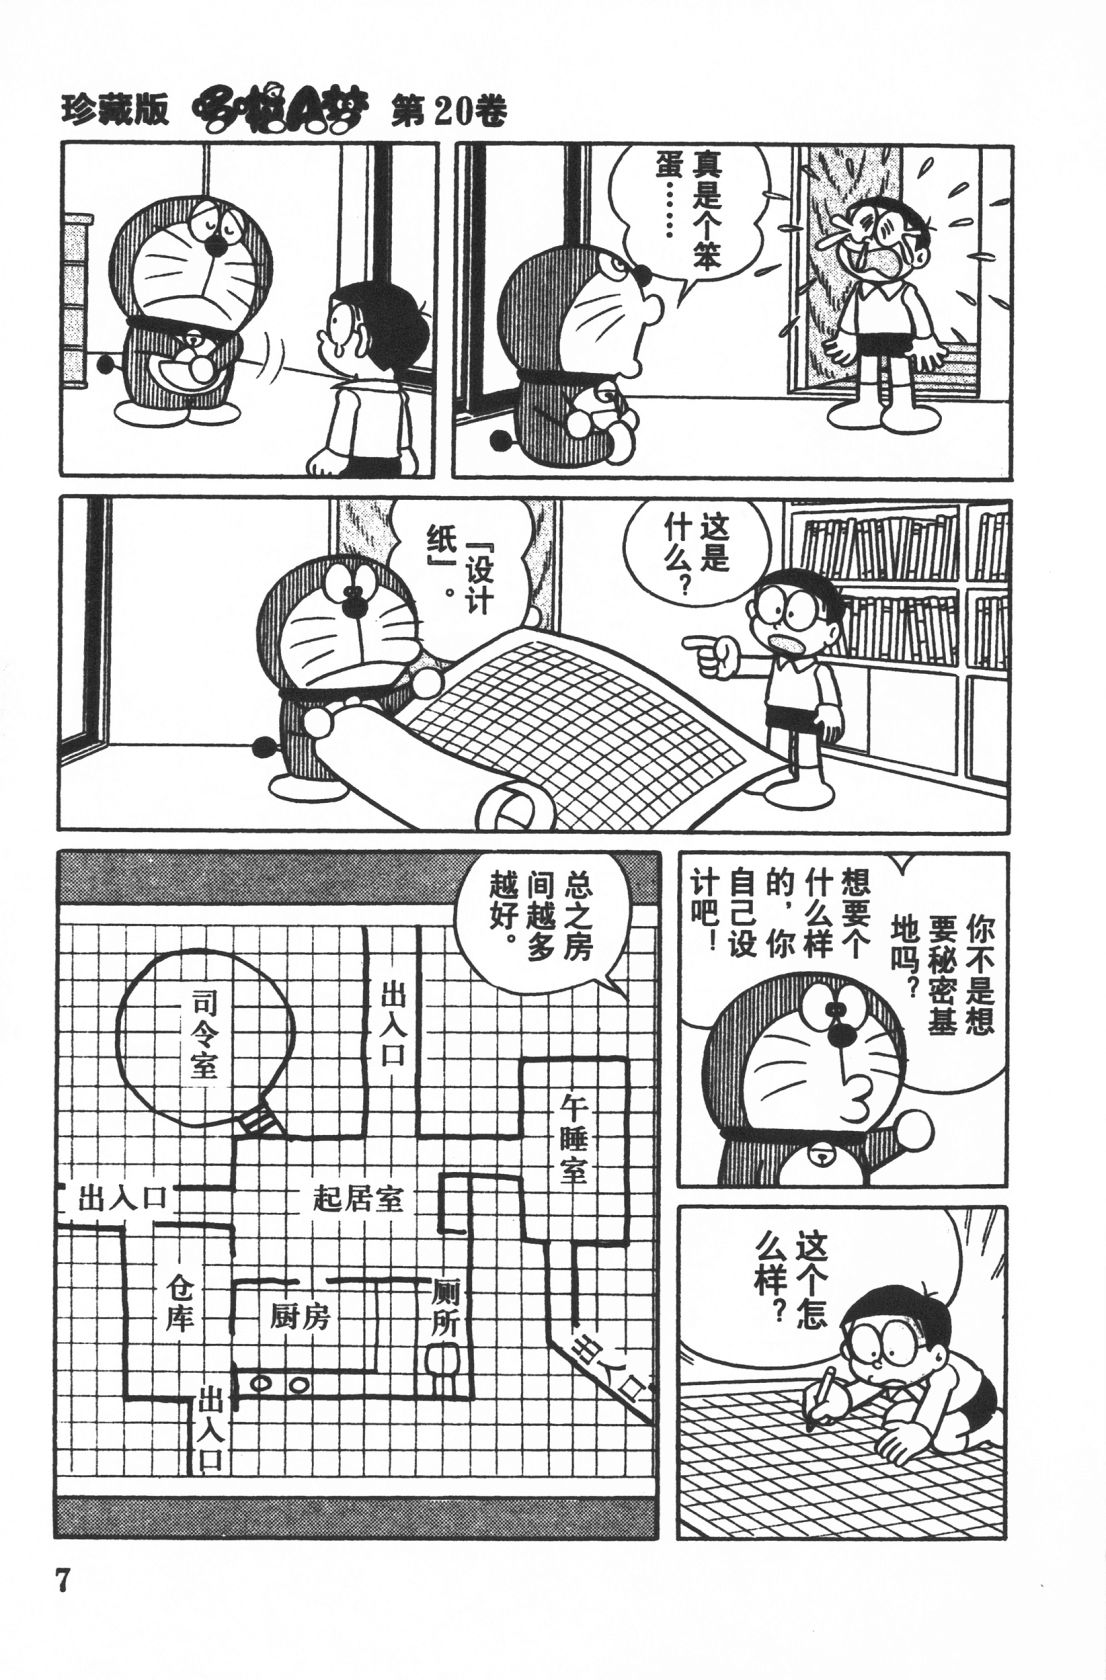 珍藏版 哆啦A梦 第20卷
真是个笨
蛋……
这是
什么？
『设计
纸』。
你不是想
要秘密基
地吗？
想要个
什么样
的，你
自己设
计吧！
这个怎
么样？
总之房
间越多
越好。
司令室
出入口
午睡室
出入口
起居室
仓库
厨房
厕所
出入口
出入口
7